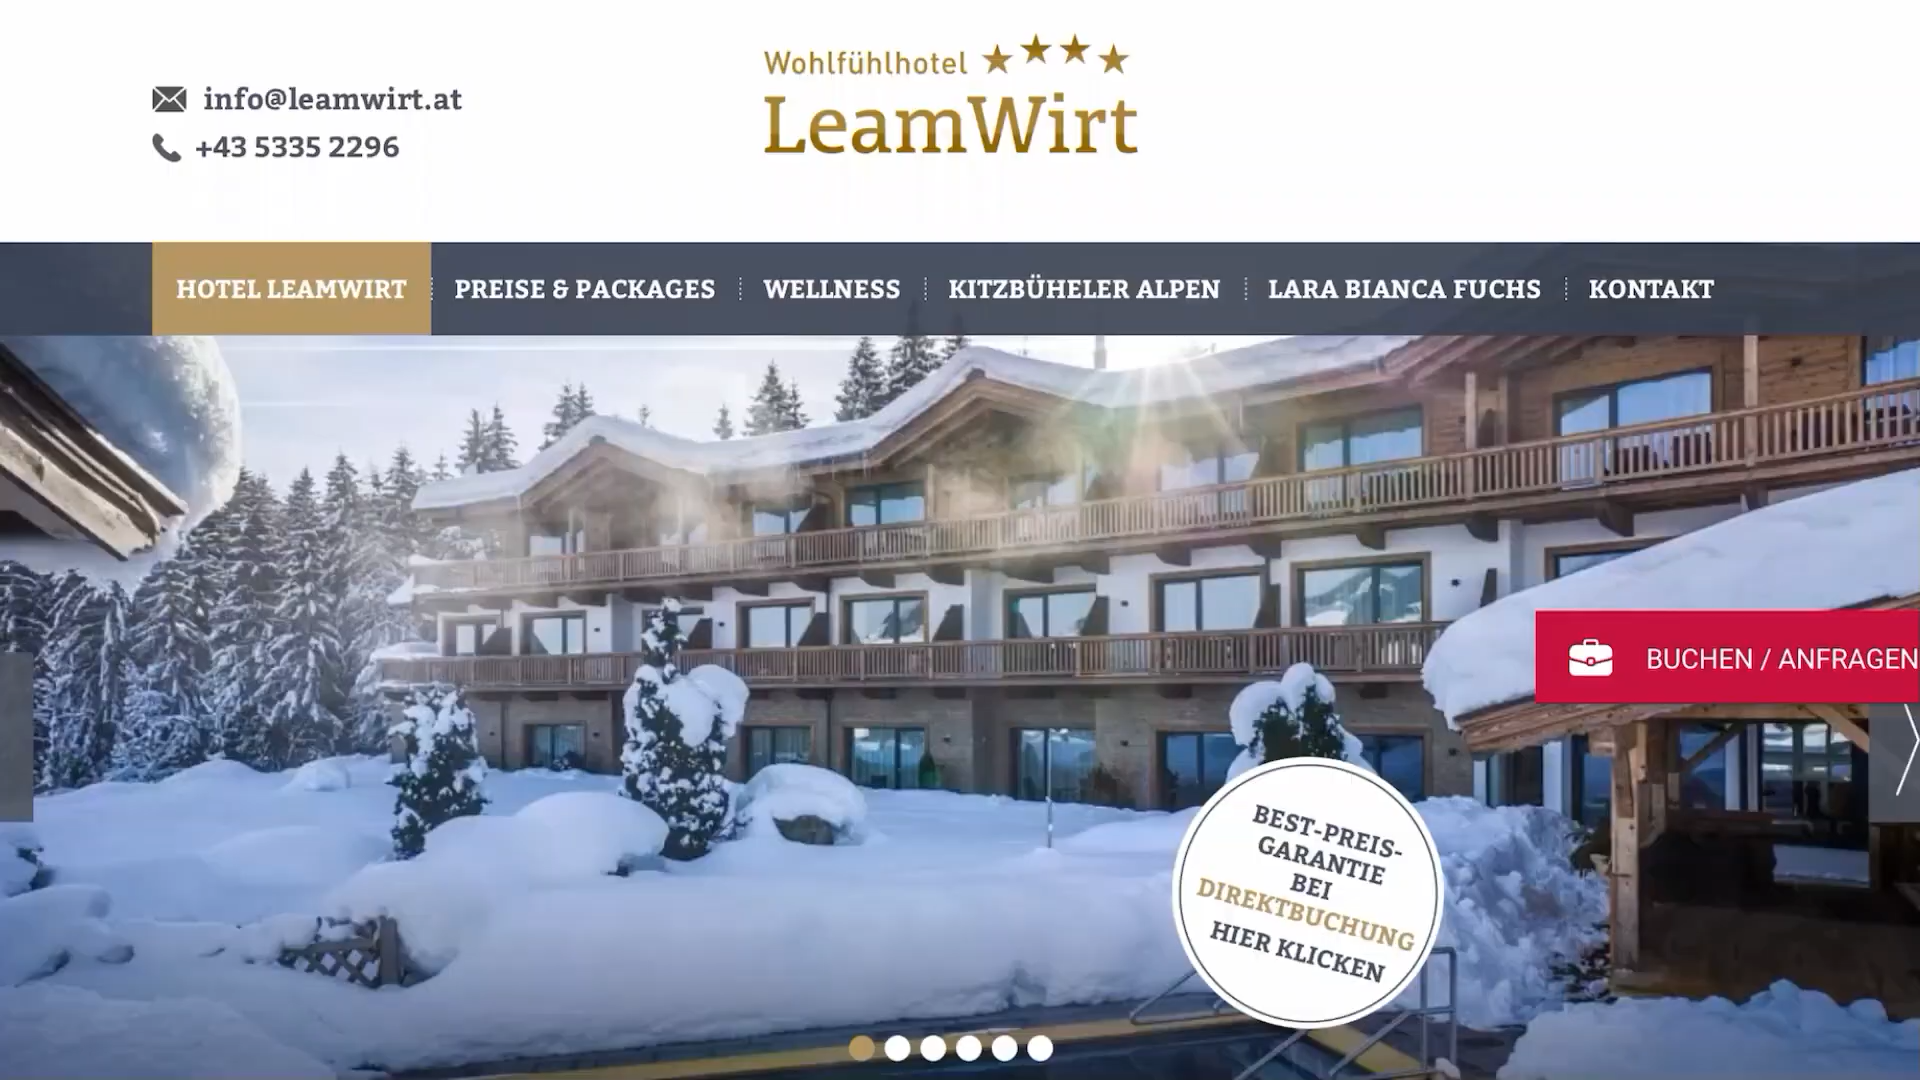 info@leamwirt.at
+43 5335 2296
Wohlfühlhotel
LeamWirt
HOTEL LEAMWIRT
PREISE & PACKAGES
WELLNESS
KITZBÜHELER ALPEN
LARA BIANCA FUCHS
KONTAKT
BUCHEN / ANFRAGEN
BEST-PREIS-
GARANTIE
BEI
DIREKTBUCHUNG
HIER KLICKEN